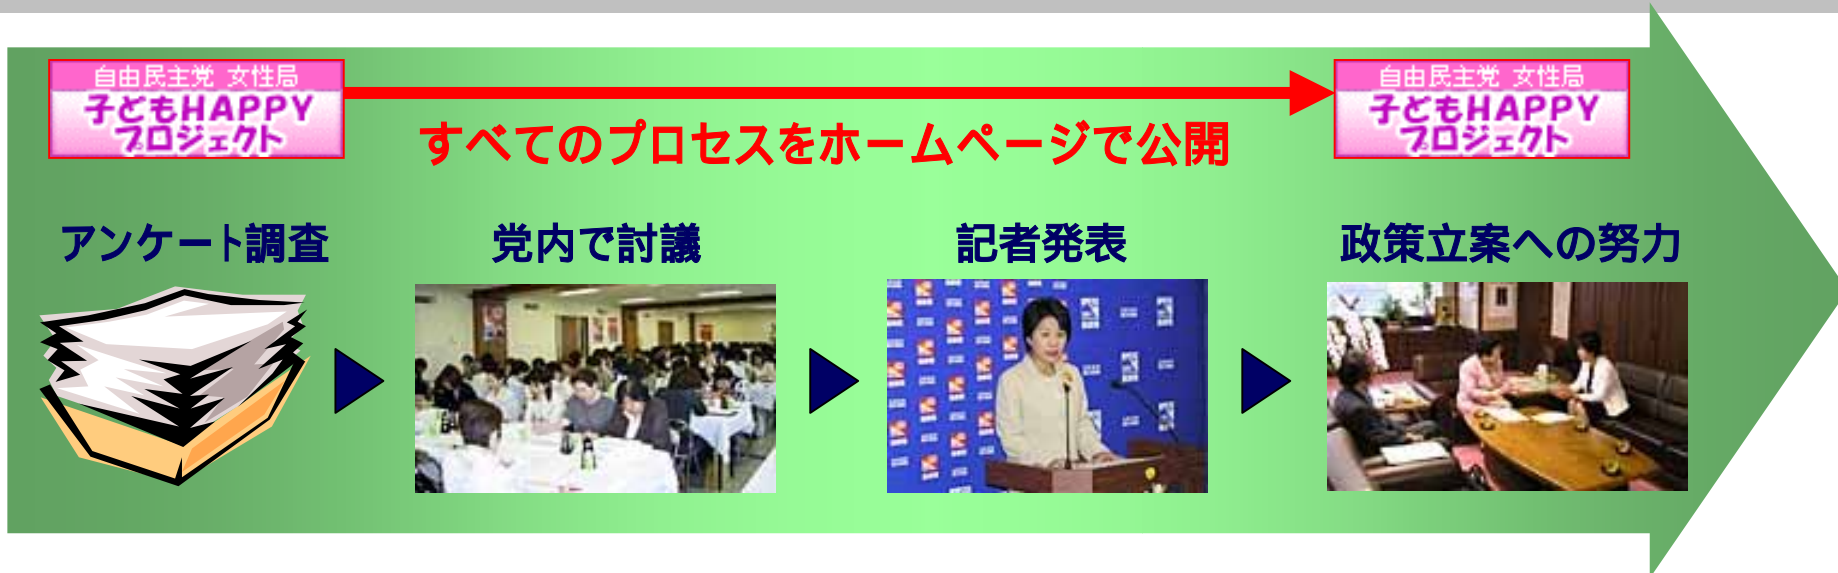 自由民主党 女性局
子どもHAPPY
プロジェクト
すべてのプロセスをホームページで公開
自由民主党 女性局
子どもHAPPY
プロジェクト
アンケート調査
党内で討議
記者発表
政策立案への努力